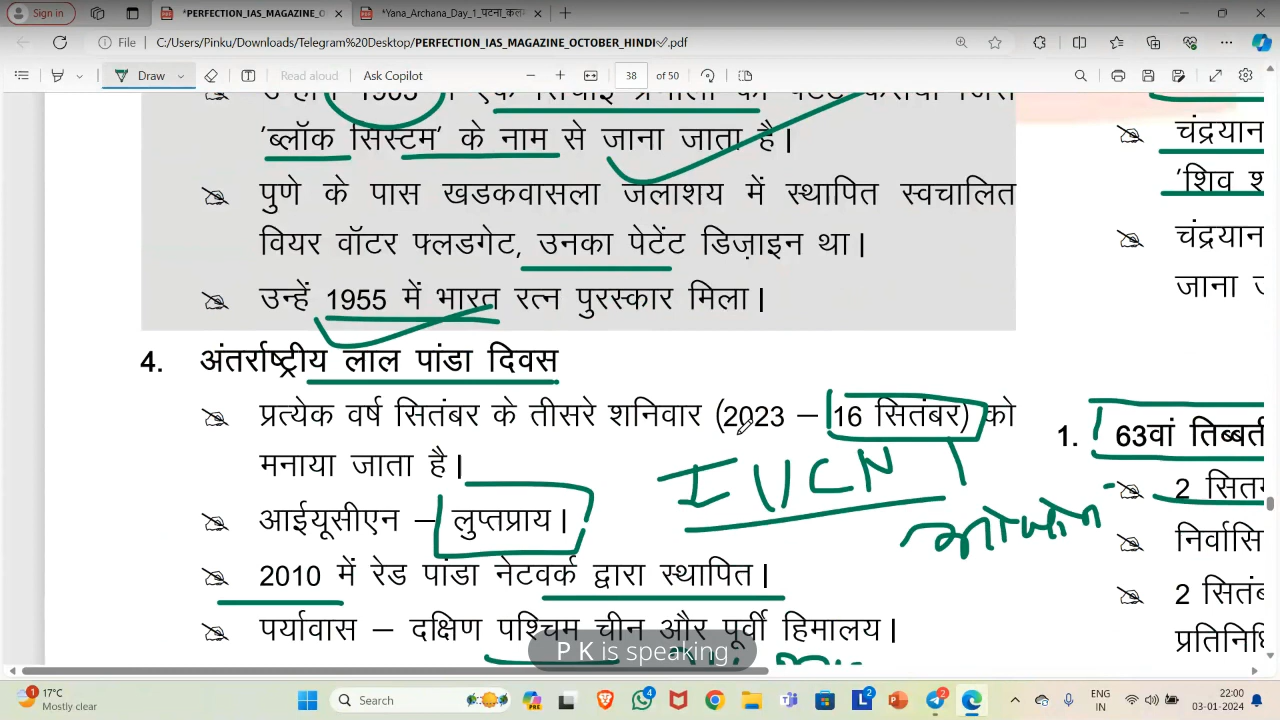 Sign in
*PERFECTION_IAS_MAGAZINE_O
*Yana_Archana_Day_1_पटना कलम
File
C:/Users/Pinku/Downloads/Telegram%20Desktop/PERFECTION_IAS_MAGAZINE_OCTOBER_HINDI✓.pdf
Draw
Read aloud
Ask Copilot
38 of 50
'ब्लॉक सिस्टम' के नाम से जाना जाता है।
पुणे के पास खडकवासला जलाशय में स्थापित स्वचालित
वियर वॉटर फ्लडगेट, उनका पेटेंट डिज़ाइन था।
उन्हें 1955 में भारत रत्न पुरस्कार मिला।
4. अंतर्राष्ट्रीय लाल पांडा दिवस
प्रत्येक वर्ष सितंबर के तीसरे शनिवार (2023 – 16 सितंबर) को
मनाया जाता है।
IUCN
आईयूसीएन – लुप्तप्राय।
2010 में रेड पांडा नेटवर्क द्वारा स्थापित।
पर्यावास – दक्षिण पश्चिम चीन और पूर्वी हिमालय।
P K is speaking
चंद्रयान
'शिव श
चंद्रयान
जाना ज
1. 63वां तिब्बती
2 सितम
निर्वासि
2 सितंब
प्रतिनिधि
17°C
Mostly clear
Search
ENG
IN
22:00
03-01-2024